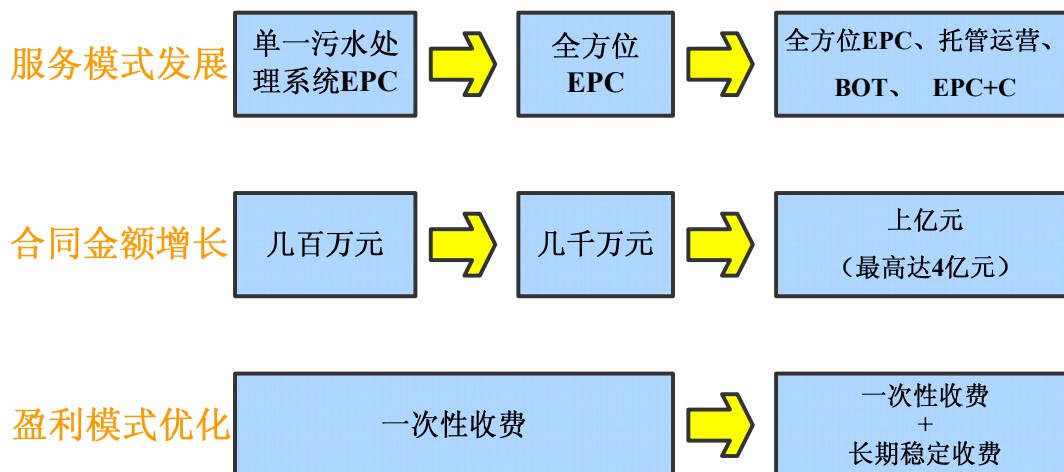 服务模式发展
单一污水处
理系统EPC
全方位
EPC
全方位EPC、托管运营、
BOT、 EPC+C
合同金额增长
几百万元
几千万元
上亿元
（最高达4亿元）
盈利模式优化
一次性收费
一次性收费
+
长期稳定收费